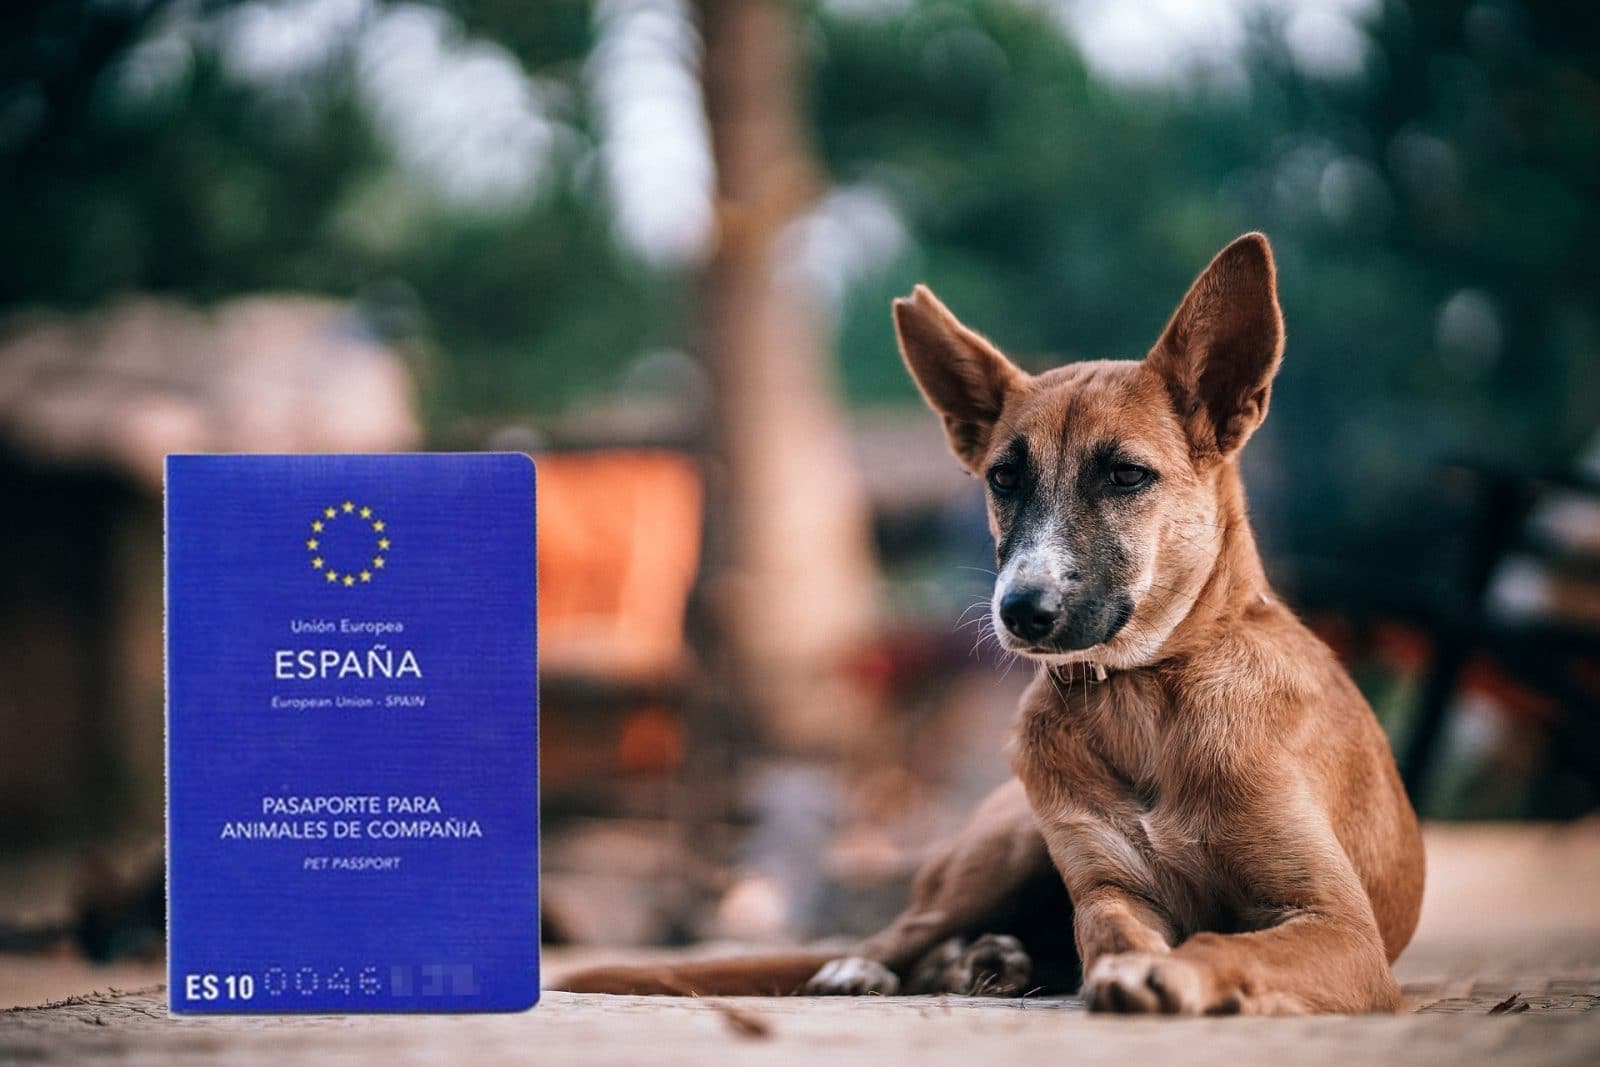 Unión Europea
ESPAÑA
European Union - SPAIN
PASAPORTE PARA
ANIMALES DE COMPAÑIA
PET PASSPORT
ES 10 0046